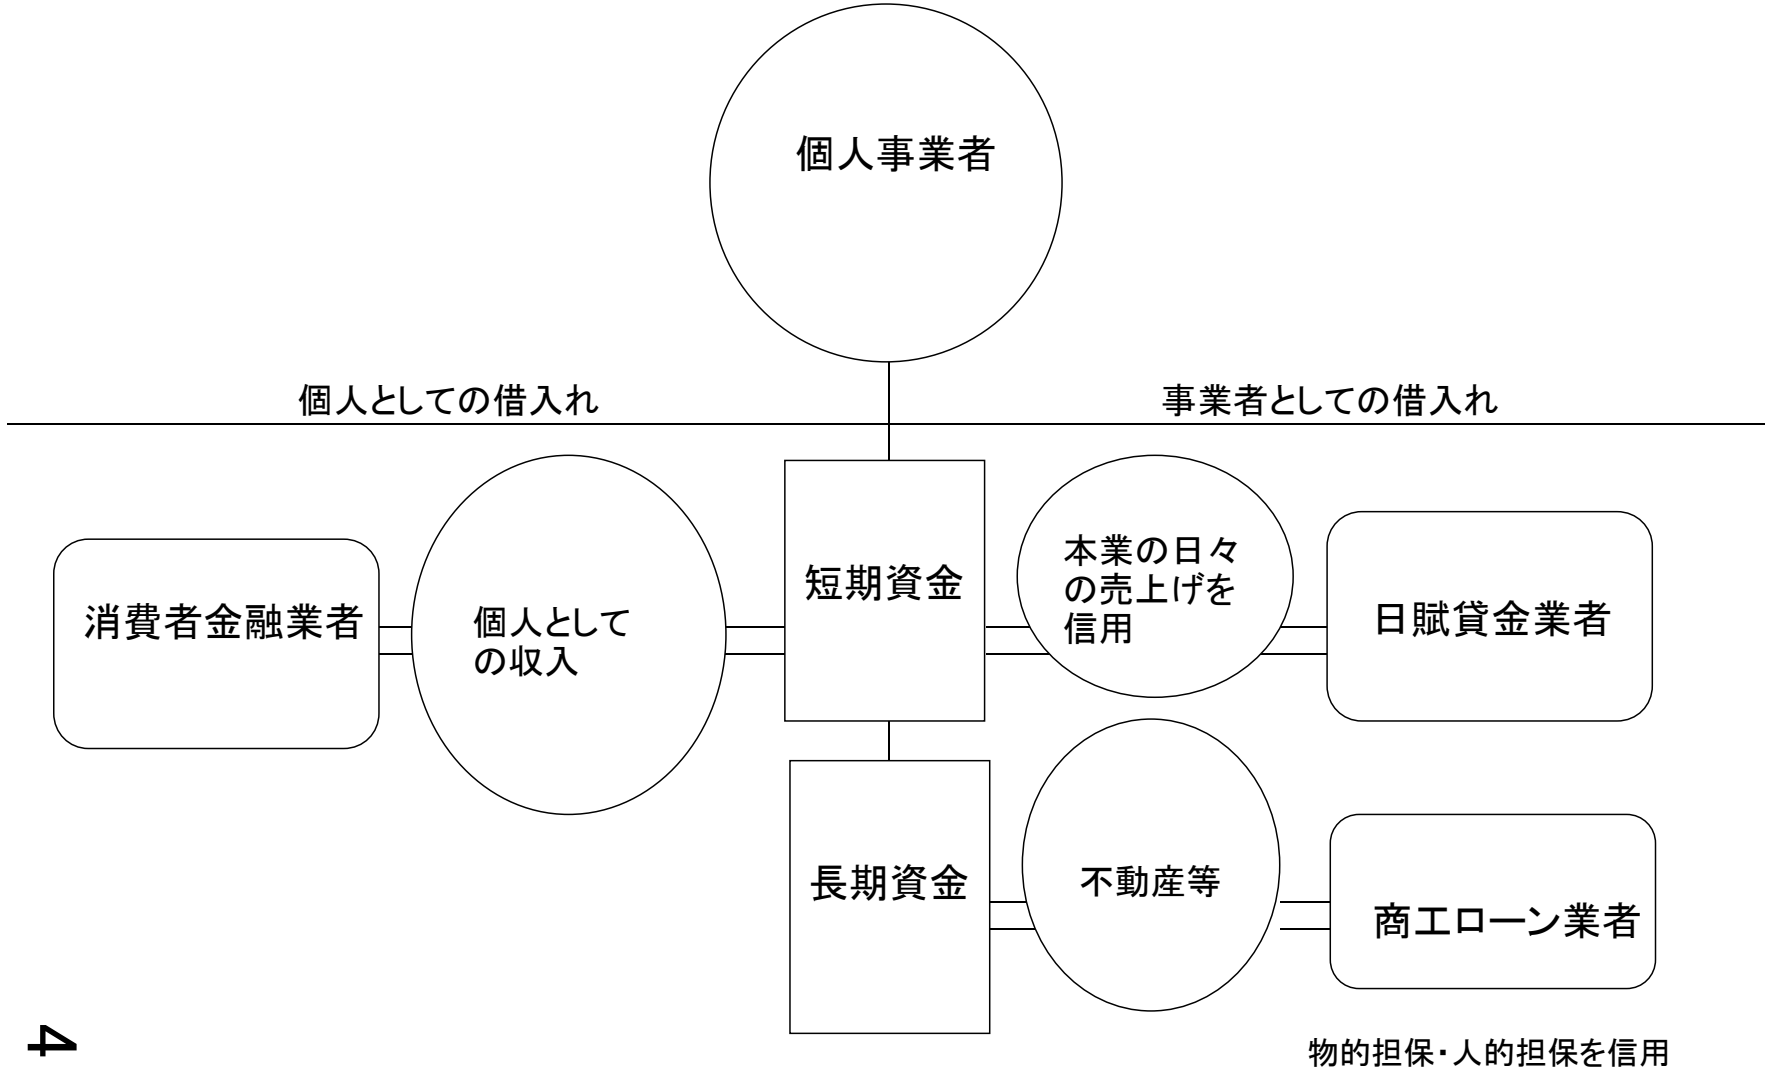 個人事業者
個人としての借入れ
事業者としての借入れ
消費者金融業者
個人として
の収入
短期資金
本業の日々
の売上げを
信用
日賦貸金業者
長期資金
不動産等
商工ローン業者
物的担保・人的担保を信用
4